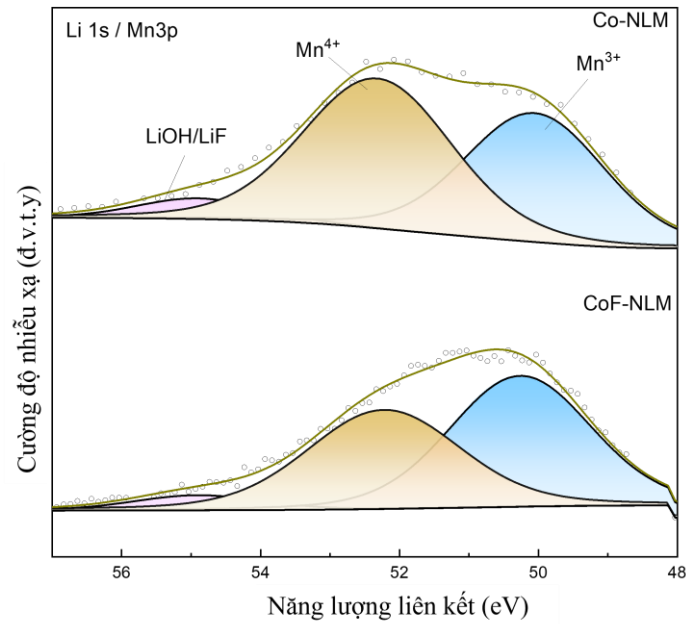 Li 1s / Mn3p
Co-NLM
Mn4+
Mn3+
LiOH/LiF
CoF-NLM
Cường độ nhiễu xạ (đ.v.t.y)
56 54 52 50 48
Năng lượng liên kết (eV)